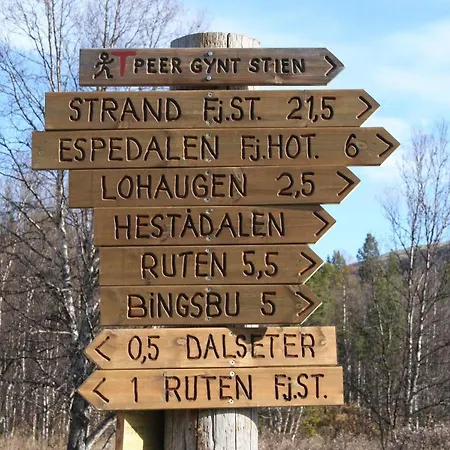 T PEER GYNT STIEN
STRAND Fj.ST. 21,5
ESPEDALEN Fj.HOT. 6
LOHAUGEN 2,5
HESTÅDALEN
RUTEN 5,5
BINGSBU 5
0,5 DALSETER
1 RUTEN Fj.ST.